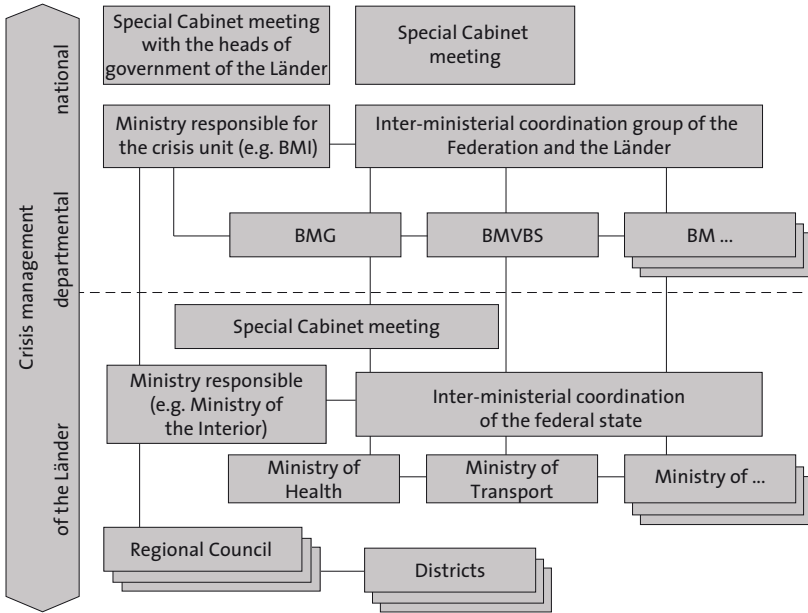 Crisis management
national
departmental
of the Länder
Special Cabinet meeting
with the heads of
government of the Länder
Special Cabinet
meeting
Ministry responsible for
the crisis unit (e.g. BMI)
Inter-ministerial coordination group of the
Federation and the Länder
BMG
BMVBS
BM ...
Special Cabinet meeting
Ministry responsible
(e.g. Ministry of
the Interior)
Inter-ministerial coordination
of the federal state
Ministry of
Health
Ministry of
Transport
Ministry of ...
Regional Council
Districts